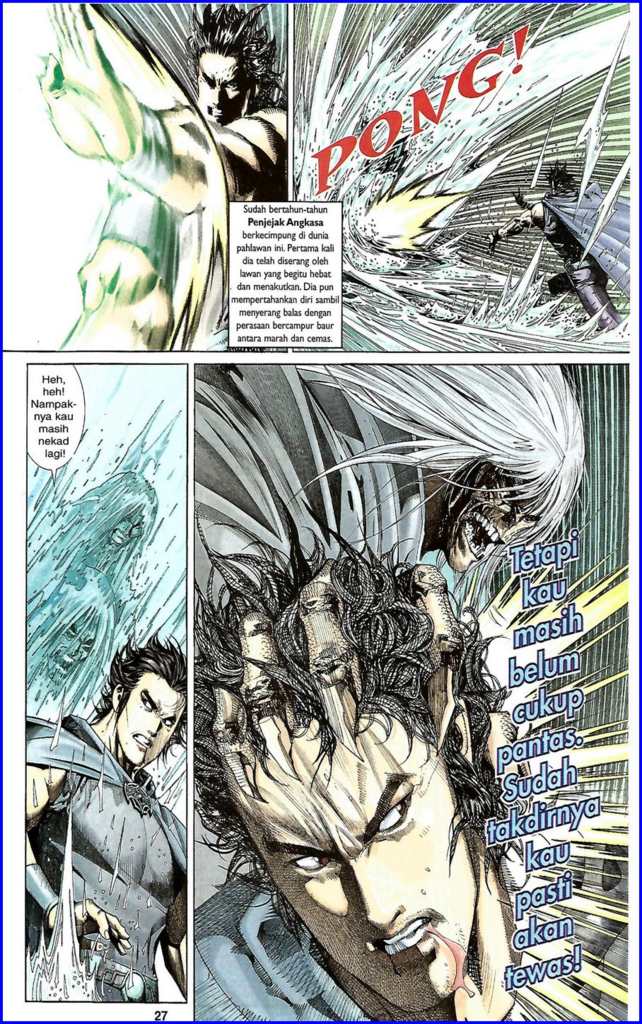 PONG!
Sudah bertahun-tahun
Penjejak Angkasa
berkecimpung di dunia
pahlawan ini. Pertama kali
dia telah diserang oleh
lawan yang begitu hebat
dan menakutkan. Dia pun
mempertahankan diri sambil
menyerang balas dengan
perasaan bercampur baur
antara marah dan cemas.
Heh,
heh!
Nampak-
nya kau
masih
nekad
lagi!
Tetapi
kau
masih
belum
cukup
pantas.
Sudah
takdirnya
kau
pasti
akan
tewas!
27